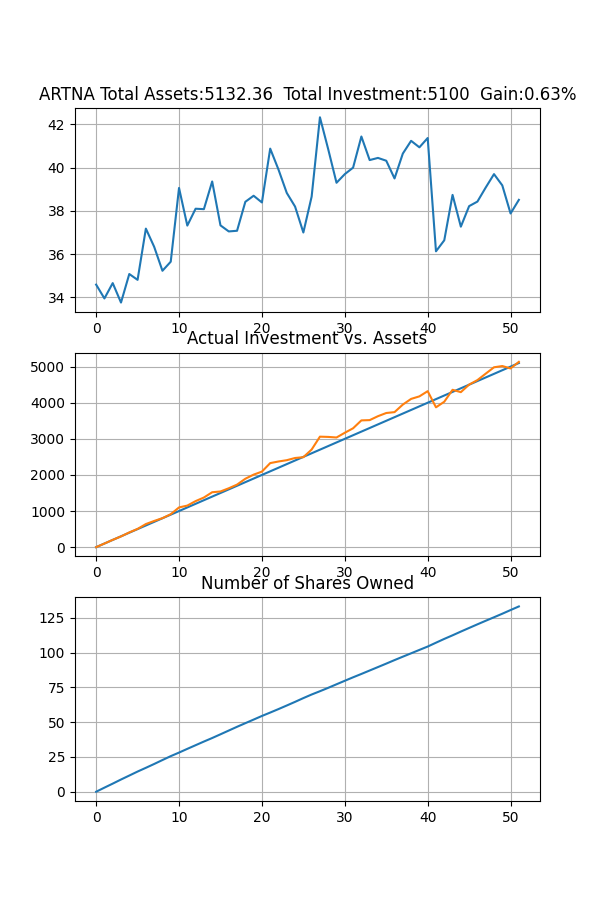 ARTNA Total Assets:5132.36  Total Investment:5100  Gain:0.63%
42
40
38
36
34
0 10 20 30 40 50
Actual Investment vs. Assets
5000
4000
3000
2000
1000
0
0 10 20 30 40 50
Number of Shares Owned
125
100
75
50
25
0
0 10 20 30 40 50